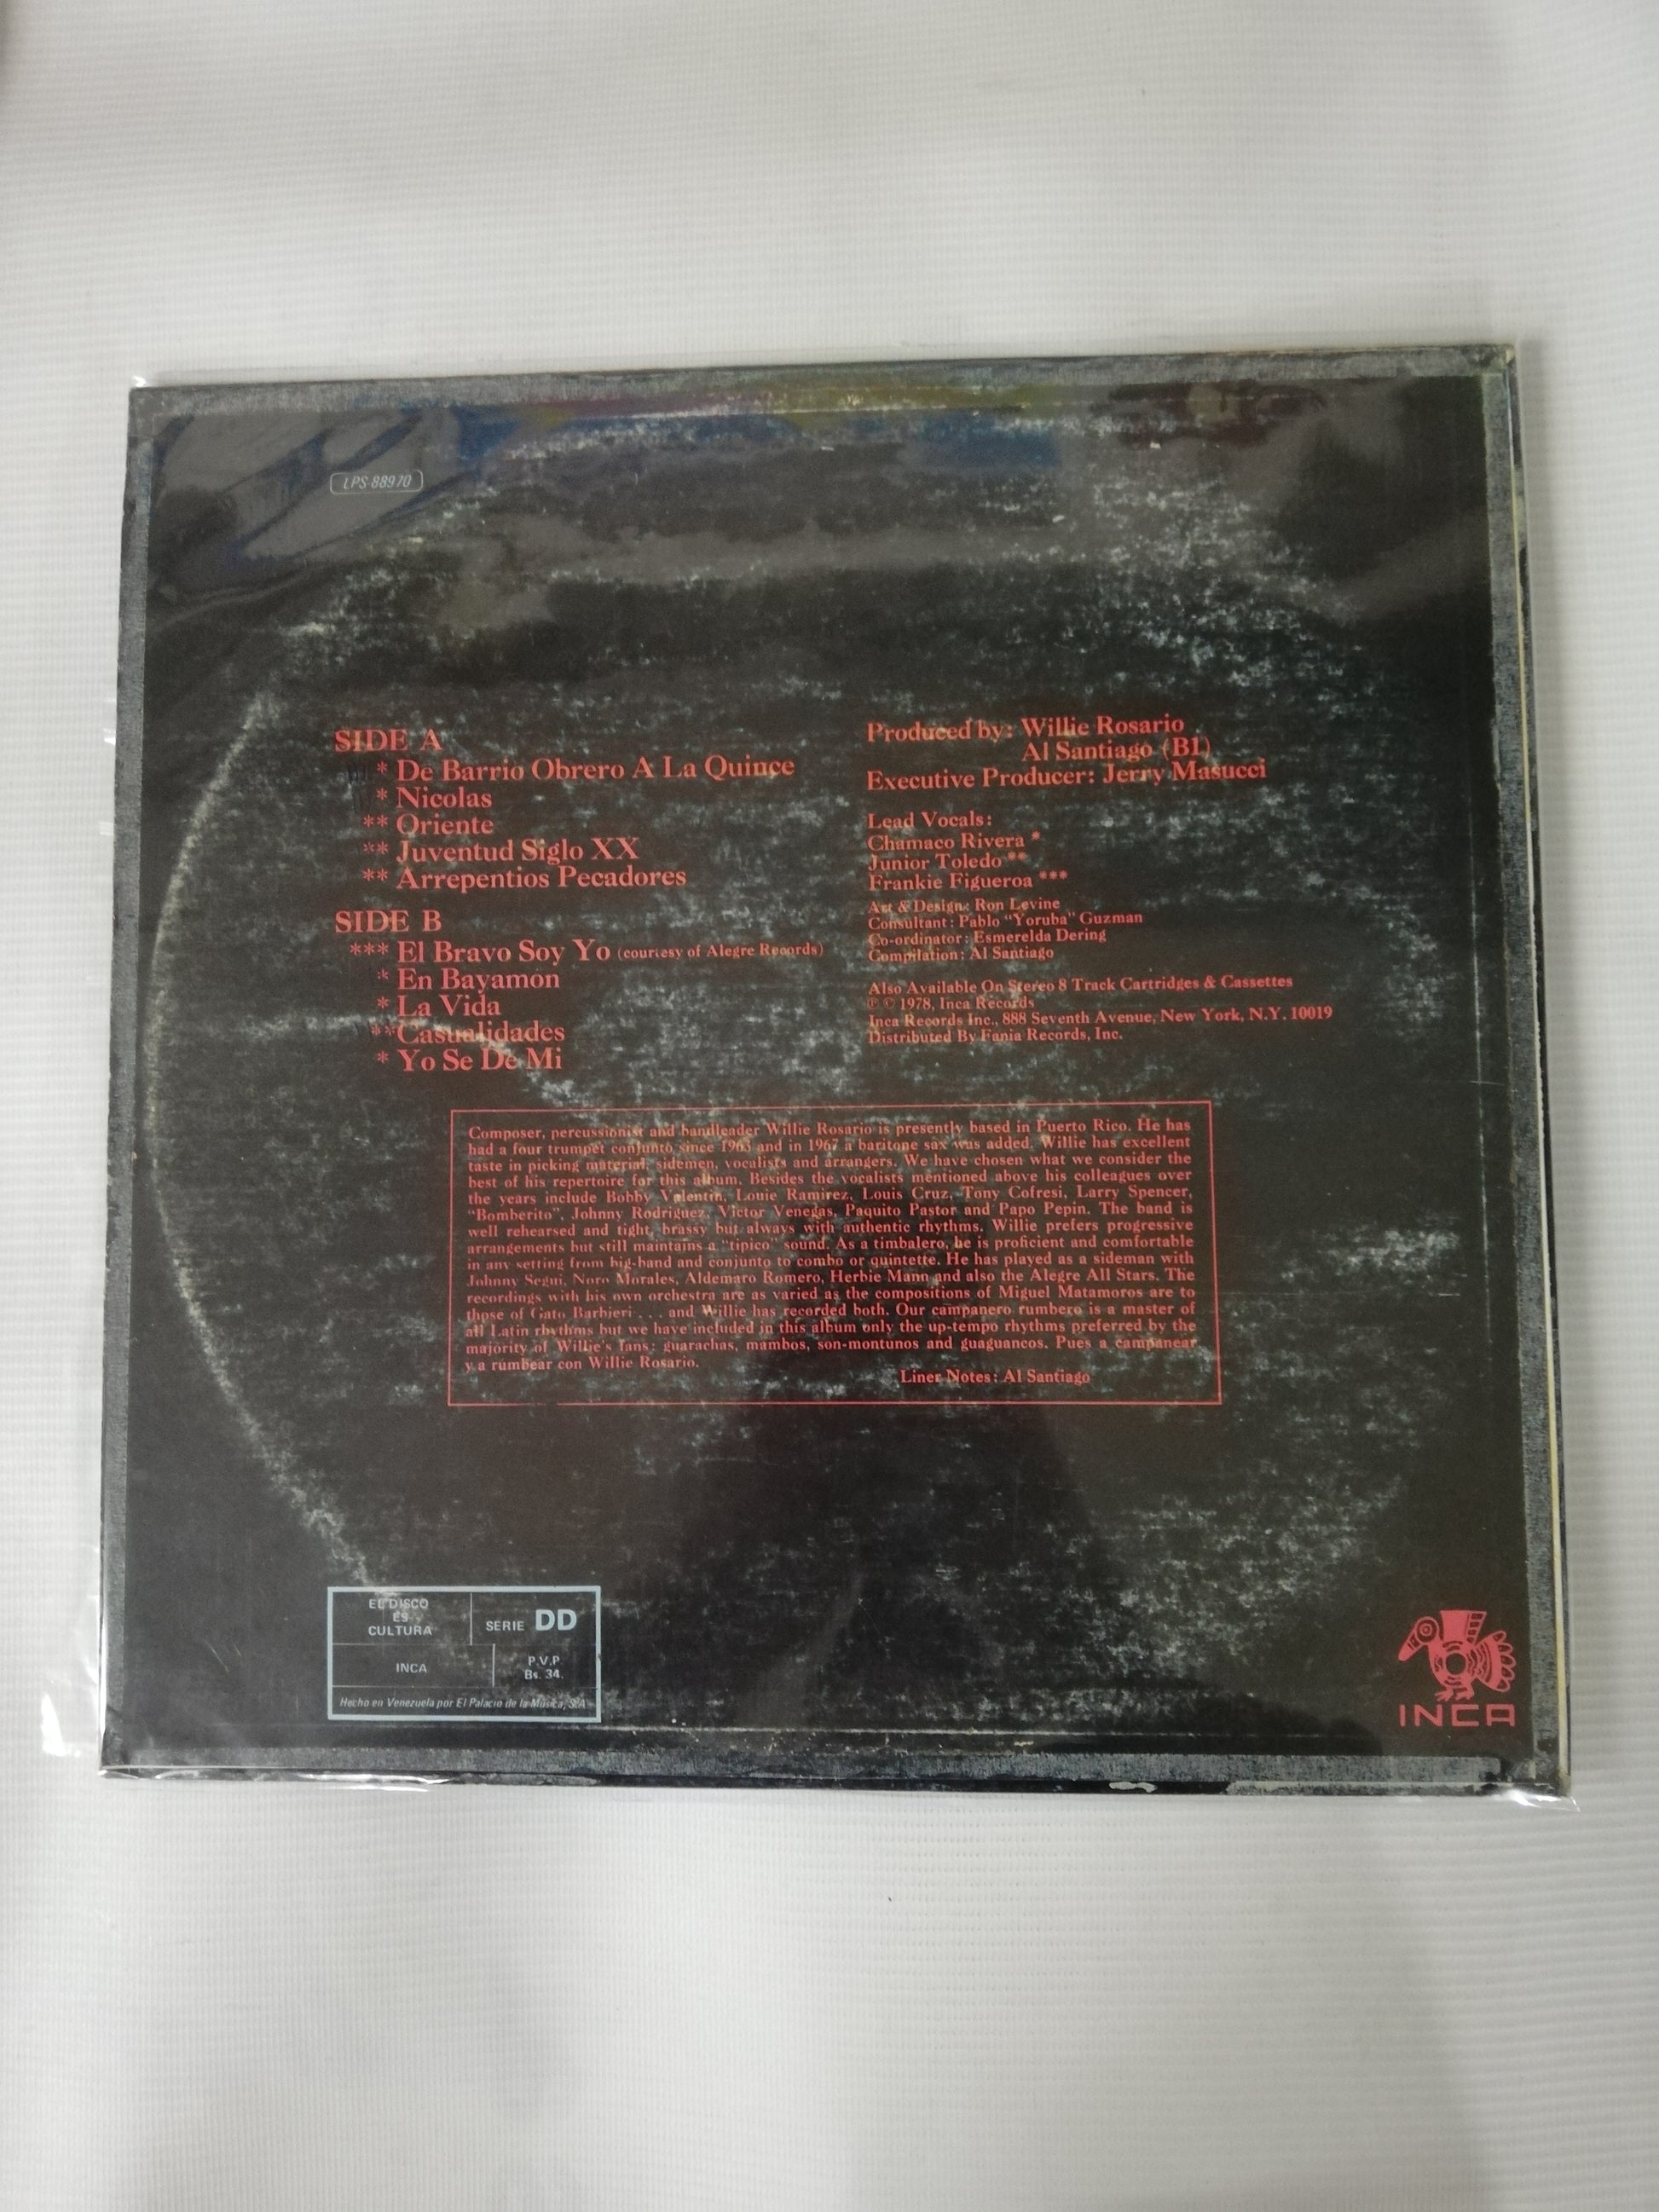 LPS-88970
SIDE A
* De Barrio Obrero A La Quince
* Nicolas
** Oriente
** Juventud Siglo XX
** Arrepentios Pecadores
SIDE B
*** El Bravo Soy Yo (courtesy of Alegre Records)
* En Bayamon
* La Vida
** Casualidades
* Yo Se De Mi
Produced by: Willie Rosario
Al Santiago (B1)
Executive Producer: Jerry Masucci
Lead Vocals:
Chamaco Rivera *
Junior Toledo **
Frankie Figueroa ***
Art & Design: Ron Levine
Consultant: Pablo "Yoruba" Guzman
Co-ordinator: Esmerelda Dering
Compilation: Al Santiago
Also Available On Stereo 8 Track Cartridges & Cassettes
℗ © 1978, Inca Records
Inca Records Inc., 888 Seventh Avenue, New York, N.Y. 10019
Distributed By Fania Records, Inc.
Composer, percussionist and bandleader Willie Rosario is presently based in Puerto Rico. He has
had a four trumpet conjunto since 1963 and in 1967 a baritone sax was added. Willie has excellent
taste in picking material, sidemen, vocalists and arrangers. We have chosen what we consider the
best of his repertoire for this album. Besides the vocalists mentioned above his colleagues over
the years include Bobby Valentin, Louie Ramirez, Louis Cruz, Tony Cofresi, Larry Spencer,
"Bomberito", Johnny Rodriguez, Victor Venegas, Paquito Pastor and Papo Pepin. The band is
well rehearsed and tight, brassy but always with authentic rhythms. Willie prefers progressive
arrangements but still maintains a "tipico" sound. As a timbalero, he is proficient and comfortable
in any setting from big-band and conjunto to combo or quintette. He has played as a sideman with
Johnny Segui, Noro Morales, Aldemaro Romero, Herbie Mann and also the Alegre All Stars. The
recordings with his own orchestra are as varied as the compositions of Miguel Matamoros are to
those of Gato Barbieri . . . and Willie has recorded both. Our campanero rumbero is a master of
all Latin rhythms but we have included in this album only the up-tempo rhythms preferred by the
majority of Willie's fans: guarachas, mambos, son-montunos and guaguancos. Pues a campanear
y a rumbear con Willie Rosario.
Liner Notes: Al Santiago
EL DISCO
ES
CULTURA
SERIE DD
INCA
P.V.P
Bs. 34.
Hecho en Venezuela por El Palacio de la Música, S.A.
INCA